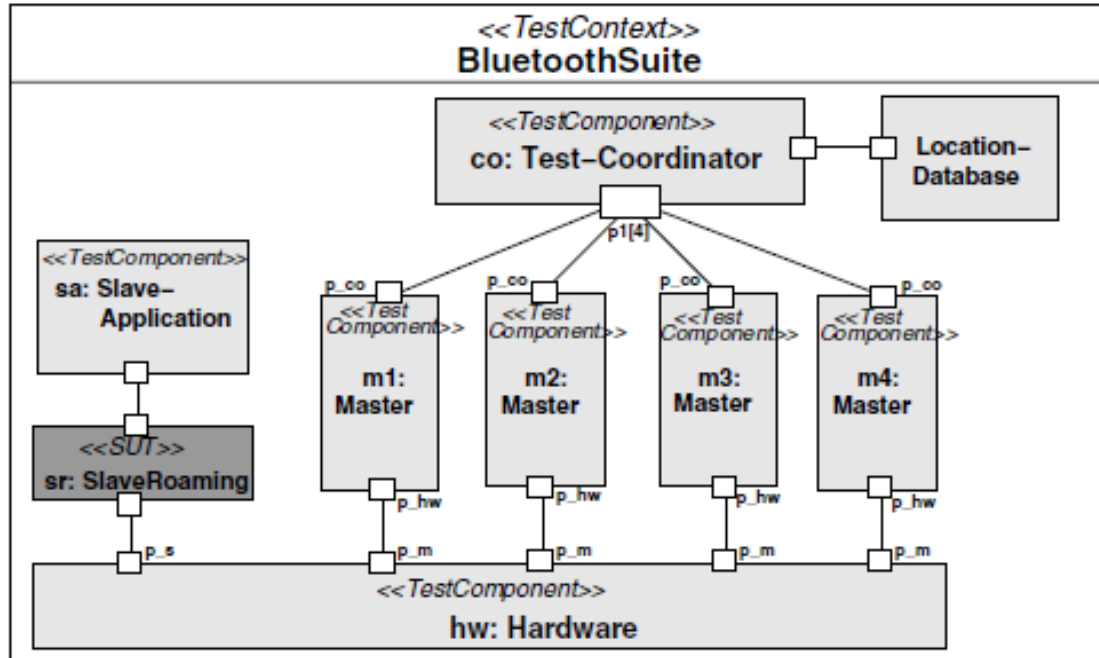 <<TestContext>>
BluetoothSuite
<<TestComponent>>
co: Test-Coordinator
Location-
Database
p1[4]
<<TestComponent>>
sa: Slave-
Application
p_co
<<Test
Component>>
m1:
Master
p_hw
p_co
<<Test
Component>>
m2:
Master
p_hw
p_co
<<Test
Component>>
m3:
Master
p_hw
p_co
<<Test
Component>>
m4:
Master
p_hw
<<SUT>>
sr: SlaveRoaming
p_s
p_m
p_m
p_m
p_m
<<TestComponent>>
hw: Hardware